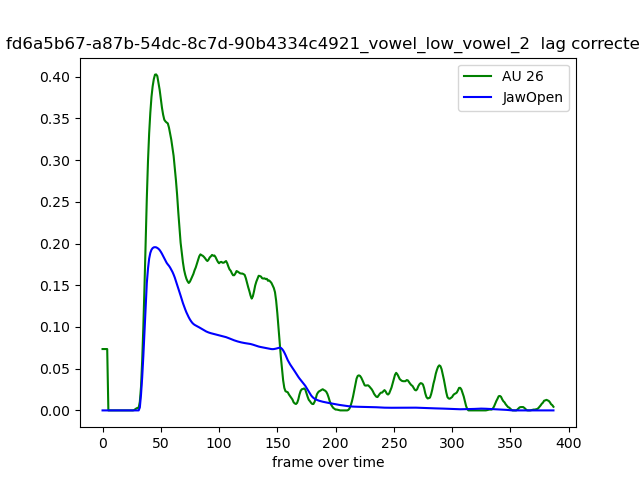 fd6a5b67-a87b-54dc-8c7d-90b4334c4921_vowel_low_vowel_2 lag correcte
AU 26
JawOpen
0.40
0.35
0.30
0.25
0.20
0.15
0.10
0.05
0.00
0 50 100 150 200 250 300 350 400
frame over time